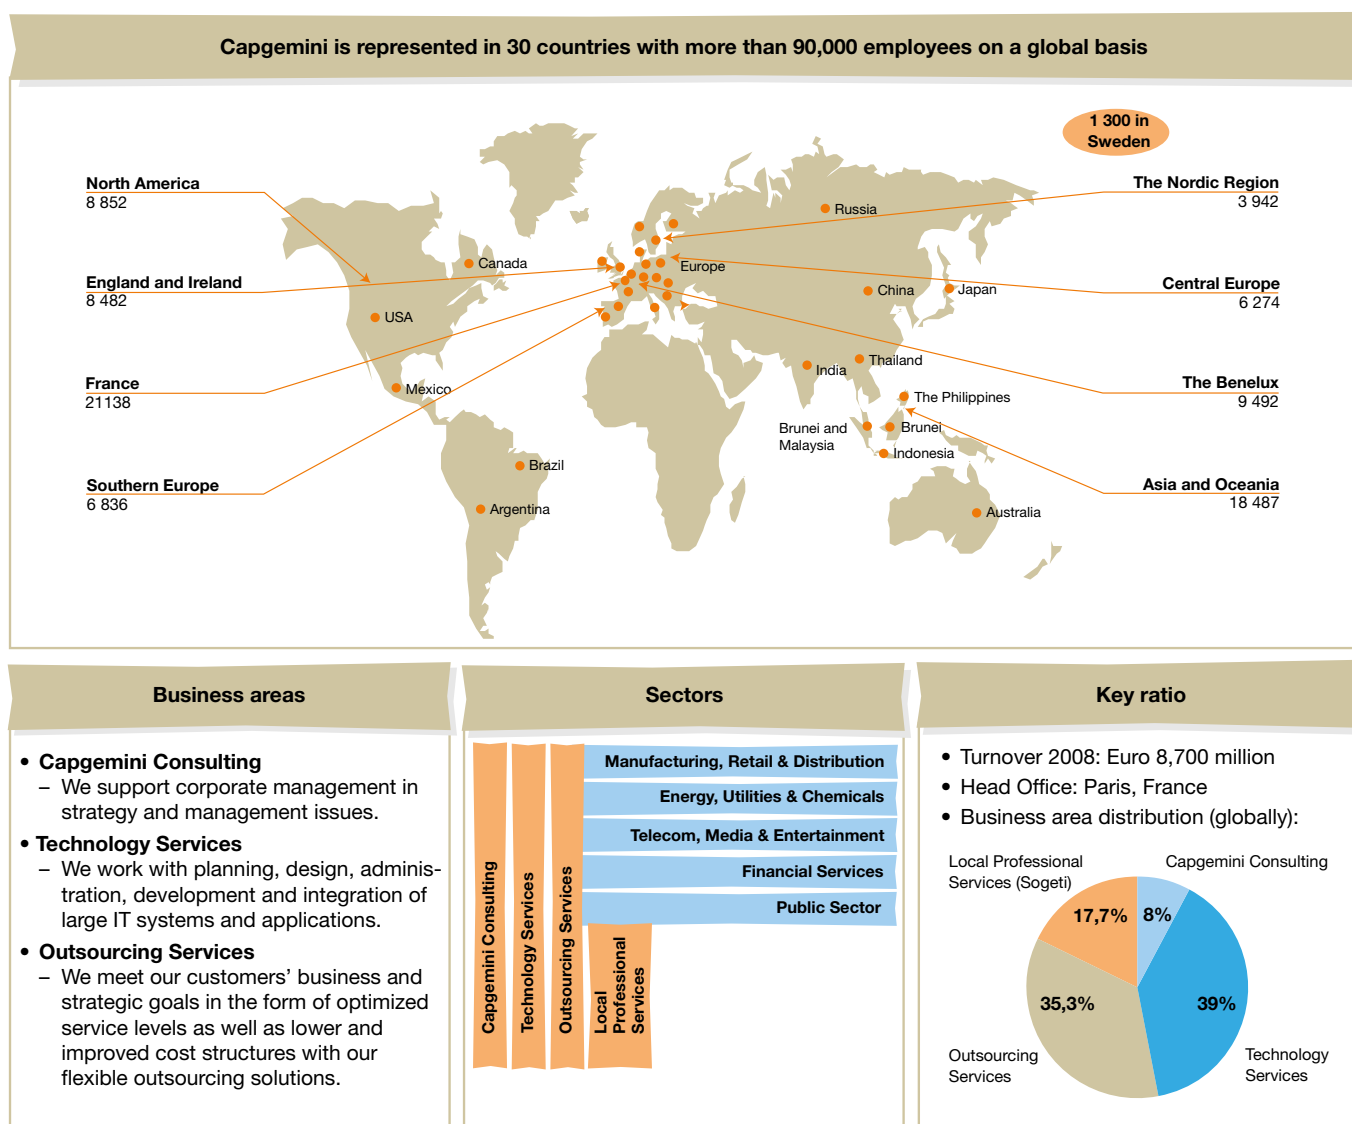 Capgemini is represented in 30 countries with more than 90,000 employees on a global basis
1 300 in
Sweden
North America
8 852
England and Ireland
8 482
France
21138
Southern Europe
6 836
The Nordic Region
3 942
Central Europe
6 274
The Benelux
9 492
Asia and Oceania
18 487
Canada
USA
Mexico
Brazil
Argentina
Europe
Russia
China
Japan
India
Thailand
The Philippines
Brunei and
Malaysia
Brunei
Indonesia
Australia
Business areas
• Capgemini Consulting
– We support corporate management in
strategy and management issues.
• Technology Services
– We work with planning, design, adminis-
tration, development and integration of
large IT systems and applications.
• Outsourcing Services
– We meet our customers’ business and
strategic goals in the form of optimized
service levels as well as lower and
improved cost structures with our
flexible outsourcing solutions.
Sectors
Manufacturing, Retail & Distribution
Energy, Utilities & Chemicals
Telecom, Media & Entertainment
Financial Services
Public Sector
Capgemini Consulting
Technology Services
Outsourcing Services
Local
Professional
Services
Key ratio
• Turnover 2008: Euro 8,700 million
• Head Office: Paris, France
• Business area distribution (globally):
Local Professional
Services (Sogeti)
Capgemini Consulting
17,7%
8%
35,3%
39%
Outsourcing
Services
Technology
Services